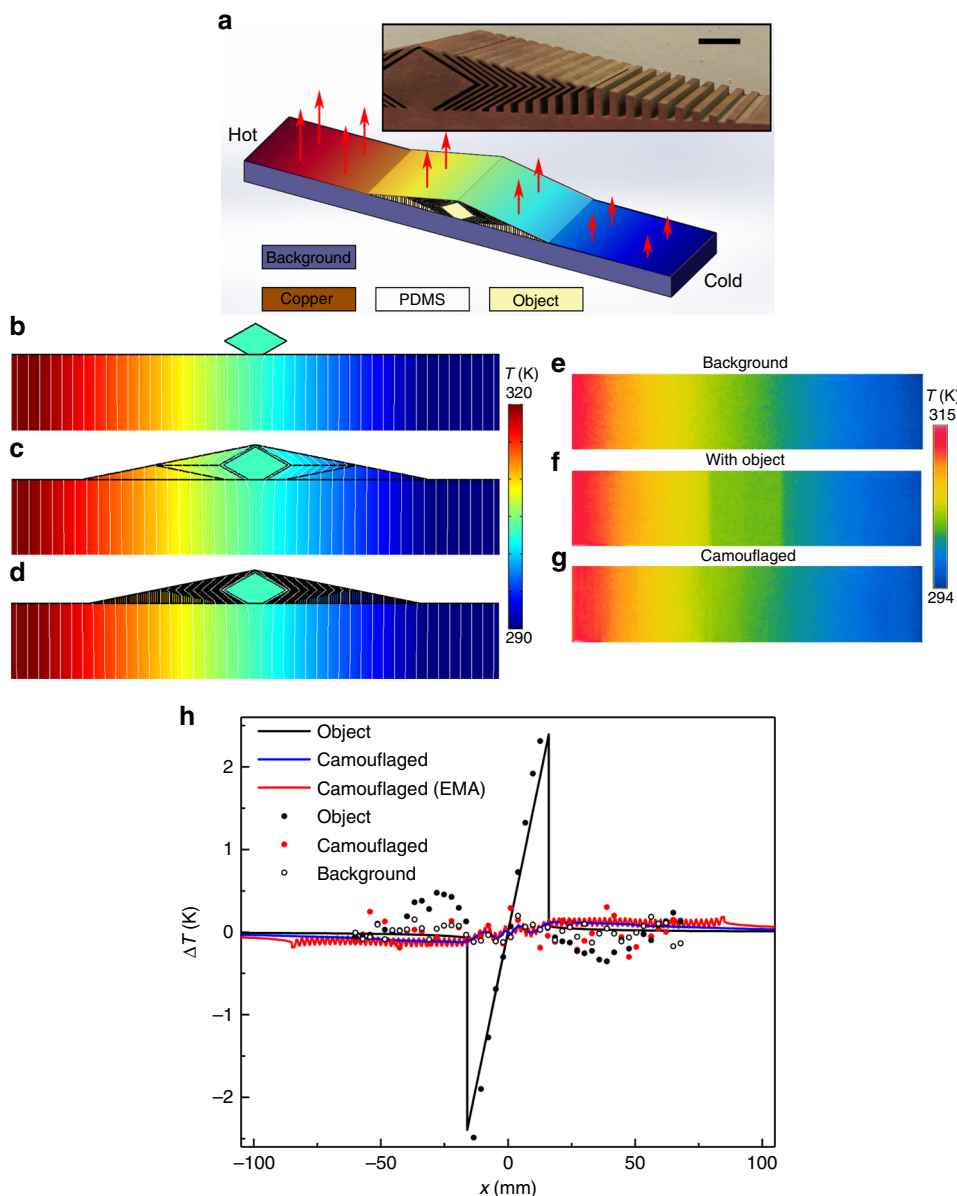 a
Hot
Cold
Background
Copper
PDMS
Object
b
c
d
T (K)
320
290
e
Background
f
With object
g
Camouflaged
T (K)
315
294
h
Object
Camouflaged
Camouflaged (EMA)
Object
Camouflaged
Background
ΔT (K)
2
1
0
−1
−2
−100
−50
0
50
100
x (mm)